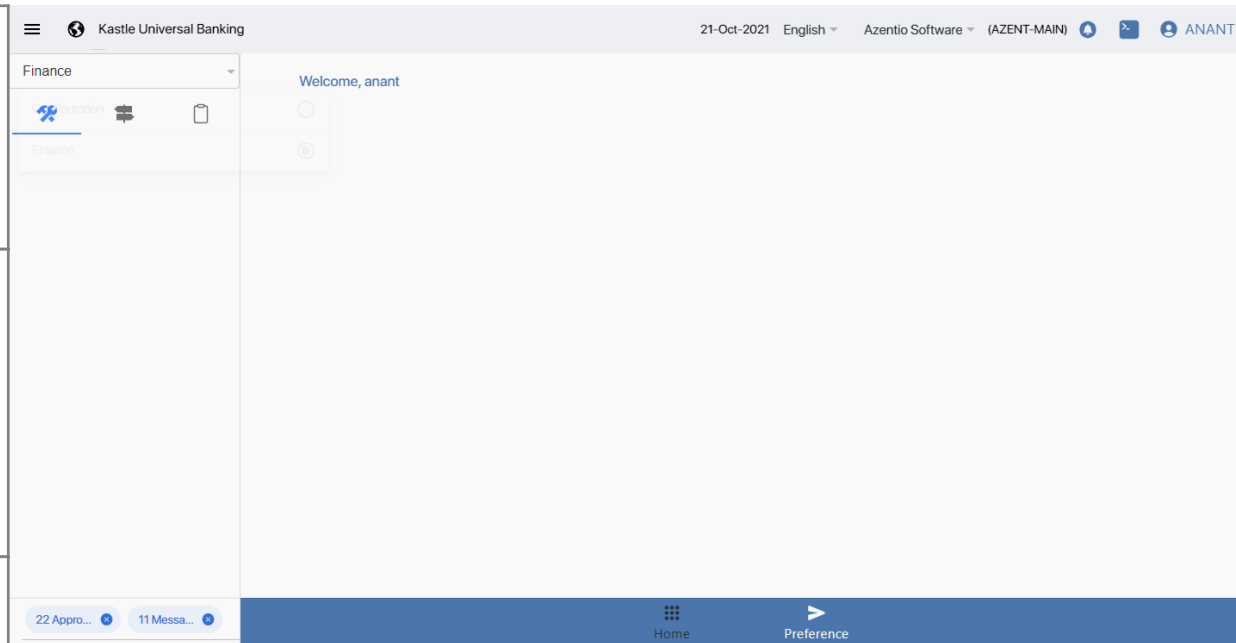 Kastle Universal Banking 21-Oct-2021 English Azentio Software (AZENT-MAIN) ANANT
Finance
Welcome, anant
Configuration
Finance
22 Appro... 11 Messa...
Home Preference